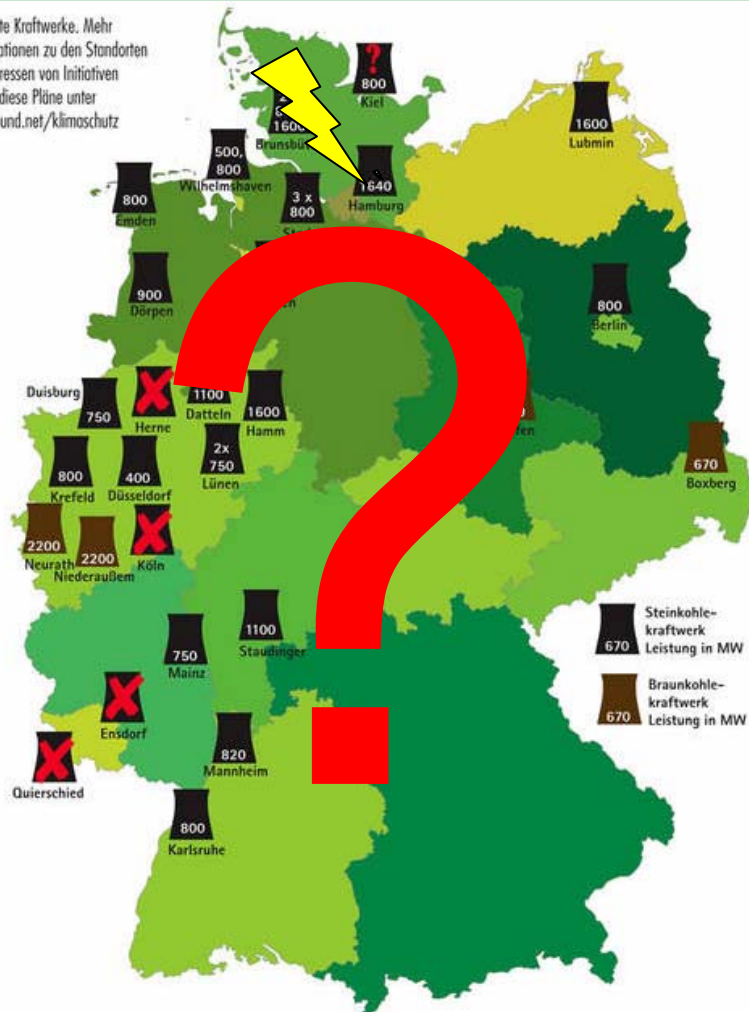 te Kraftwerke. Mehr
ationen zu den Standorten
ressen von Initiativen
diese Pläne unter
und.net/klimaschutz
?
800
Kiel
1600
Lubmin
1600
500,
800
Wilhelmshaven
1640
Hamburg
3 x
800
800
Emden
900
Dörpen
800
Berlin
Duisburg
750
Herne
1100
Datteln
1600
Hamm
2x
750
Lünen
800
Krefeld
400
Düsseldorf
670
Boxberg
2200
Neurath
2200
Niederaußem
Köln
1100
Staudinger
750
Mainz
Ensdorf
Quierschied
820
Mannheim
800
Karlsruhe
?
670
Steinkohle-
kraftwerk
Leistung in MW
670
Braunkohle-
kraftwerk
Leistung in MW